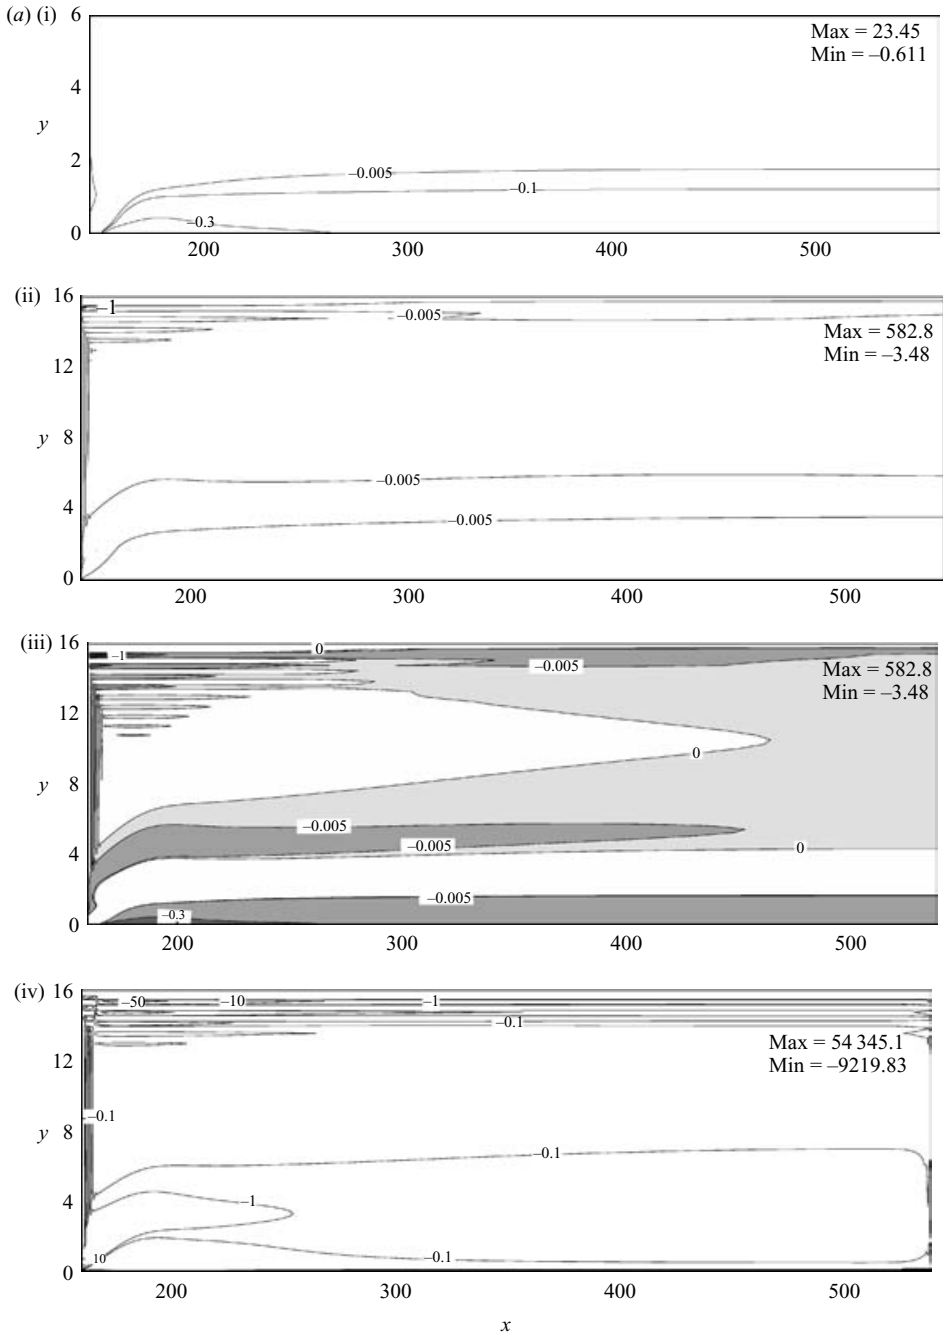 (a) (i)
6
4
2
0
y
Max = 23.45
Min = –0.611
–0.005
–0.1
–0.3
200 300 400 500
(ii)
16
12
8
4
0
y
–1
–0.005
Max = 582.8
Min = –3.48
–0.005
–0.005
200 300 400 500
(iii)
16
12
8
4
0
y
–1
0
–0.005
Max = 582.8
Min = –3.48
0
–0.005
–0.005
0
–0.005
–0.3
200 300 400 500
(iv)
16
12
8
4
0
y
–50 –10 –1
–0.1
Max = 54 345.1
Min = –9219.83
–0.1
–0.1
–1
–0.1
10
200 300 400 500
x